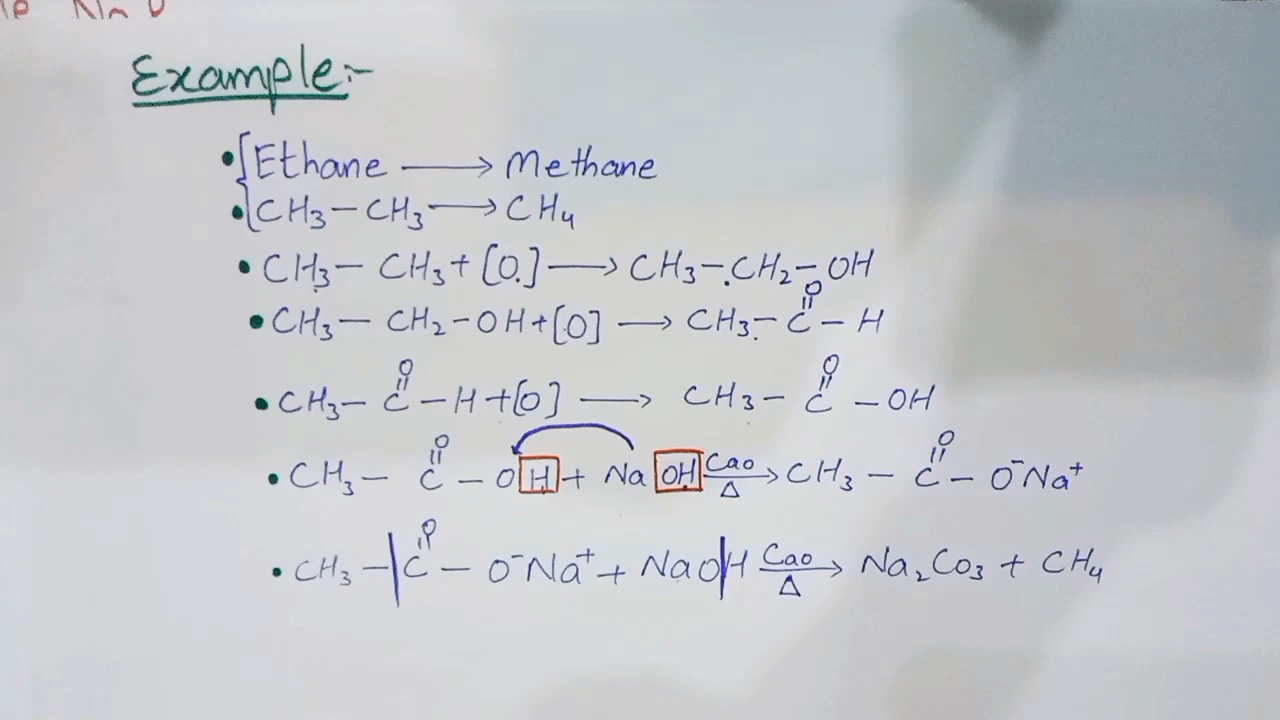 Example:-
• Ethane ⟶ Methane
• CH3 – CH3 ⟶ CH4
• CH3 – CH3 + [O] ⟶ CH3 – CH2 – OH
• CH3 – CH2 – OH + [O] ⟶ CH3 – C(=O) – H
• CH3 – C(=O) – H + [O] ⟶ CH3 – C(=O) – OH
• CH3 – C(=O) – OH + NaOH ⟶ Cao Δ CH3 – C(=O) – O⁻Na⁺
• CH3 – C(=O) – O⁻Na⁺ + NaOH ⟶ Cao Δ Na2Co3 + CH4